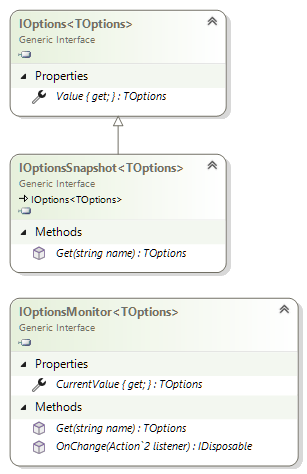 IOptions<TOptions>
Generic Interface
Properties
Value { get; } : TOptions
IOptionsSnapshot<TOptions>
Generic Interface
IOptions<TOptions>
Methods
Get(string name) : TOptions
IOptionsMonitor<TOptions>
Generic Interface
Properties
CurrentValue { get; } : TOptions
Methods
Get(string name) : TOptions
OnChange(Action`2 listener) : IDisposable